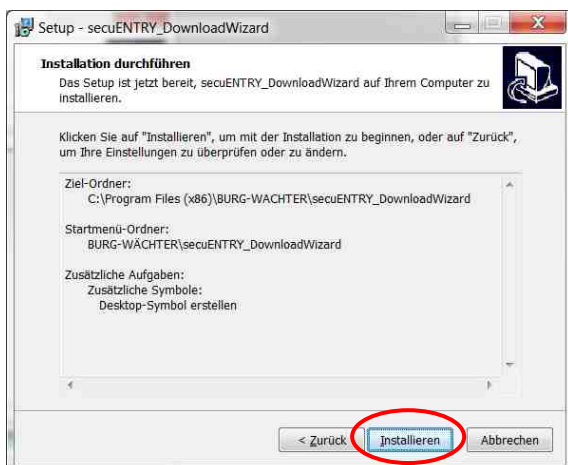 Setup - secuENTRY_DownloadWizard
Installation durchführen
Das Setup ist jetzt bereit, secuENTRY_DownloadWizard auf Ihrem Computer zu
installieren.
Klicken Sie auf "Installieren", um mit der Installation zu beginnen, oder auf "Zurück",
um Ihre Einstellungen zu überprüfen oder zu ändern.
Ziel-Ordner:
C:\Program Files (x86)\BURG-WACHTER\secuENTRY_DownloadWizard
Startmenü-Ordner:
BURG-WÄCHTER\secuENTRY_DownloadWizard
Zusätzliche Aufgaben:
Zusätzliche Symbole:
Desktop-Symbol erstellen
< Zurück Installieren Abbrechen